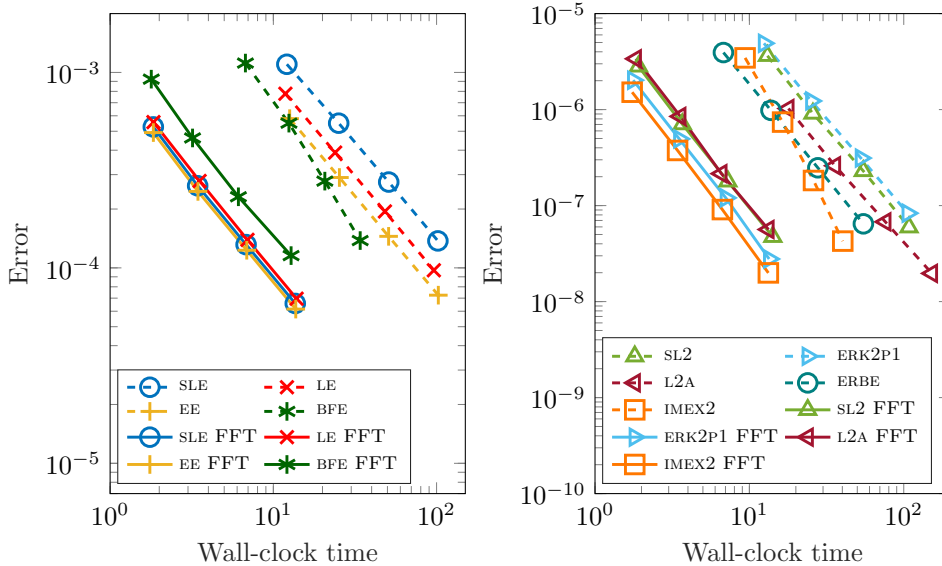 10^−3
10^−4
10^−5
Error
10^0
10^1
10^2
Wall-clock time
SLE
LE
EE
BFE
SLE FFT
LE FFT
EE FFT
BFE FFT
10^−5
10^−6
10^−7
10^−8
10^−9
10^−10
Error
10^0
10^1
10^2
Wall-clock time
SL2
ERK2P1
L2A
ERBE
IMEX2
SL2 FFT
ERK2P1 FFT
L2A FFT
IMEX2 FFT